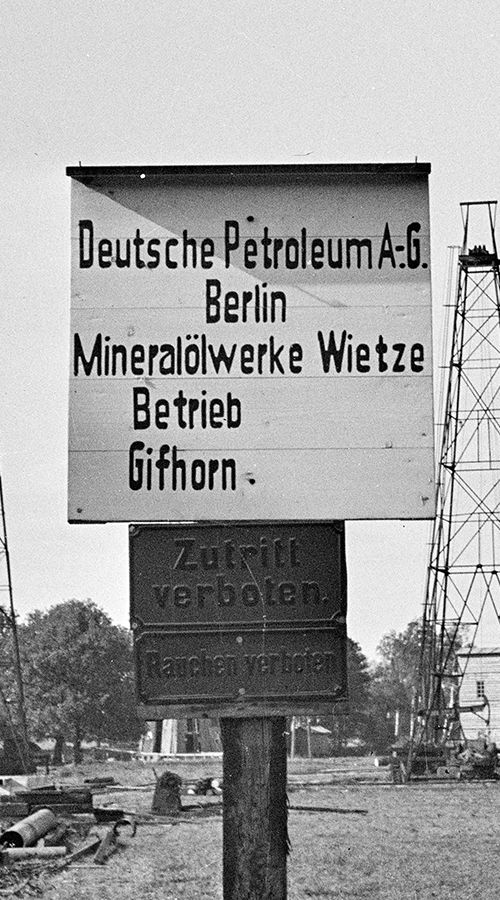 Deutsche Petroleum A.-G.
Berlin
Mineralölwerke Wietze
Betrieb
Gifhorn.
Zutritt
verboten.
Rauchen verboten